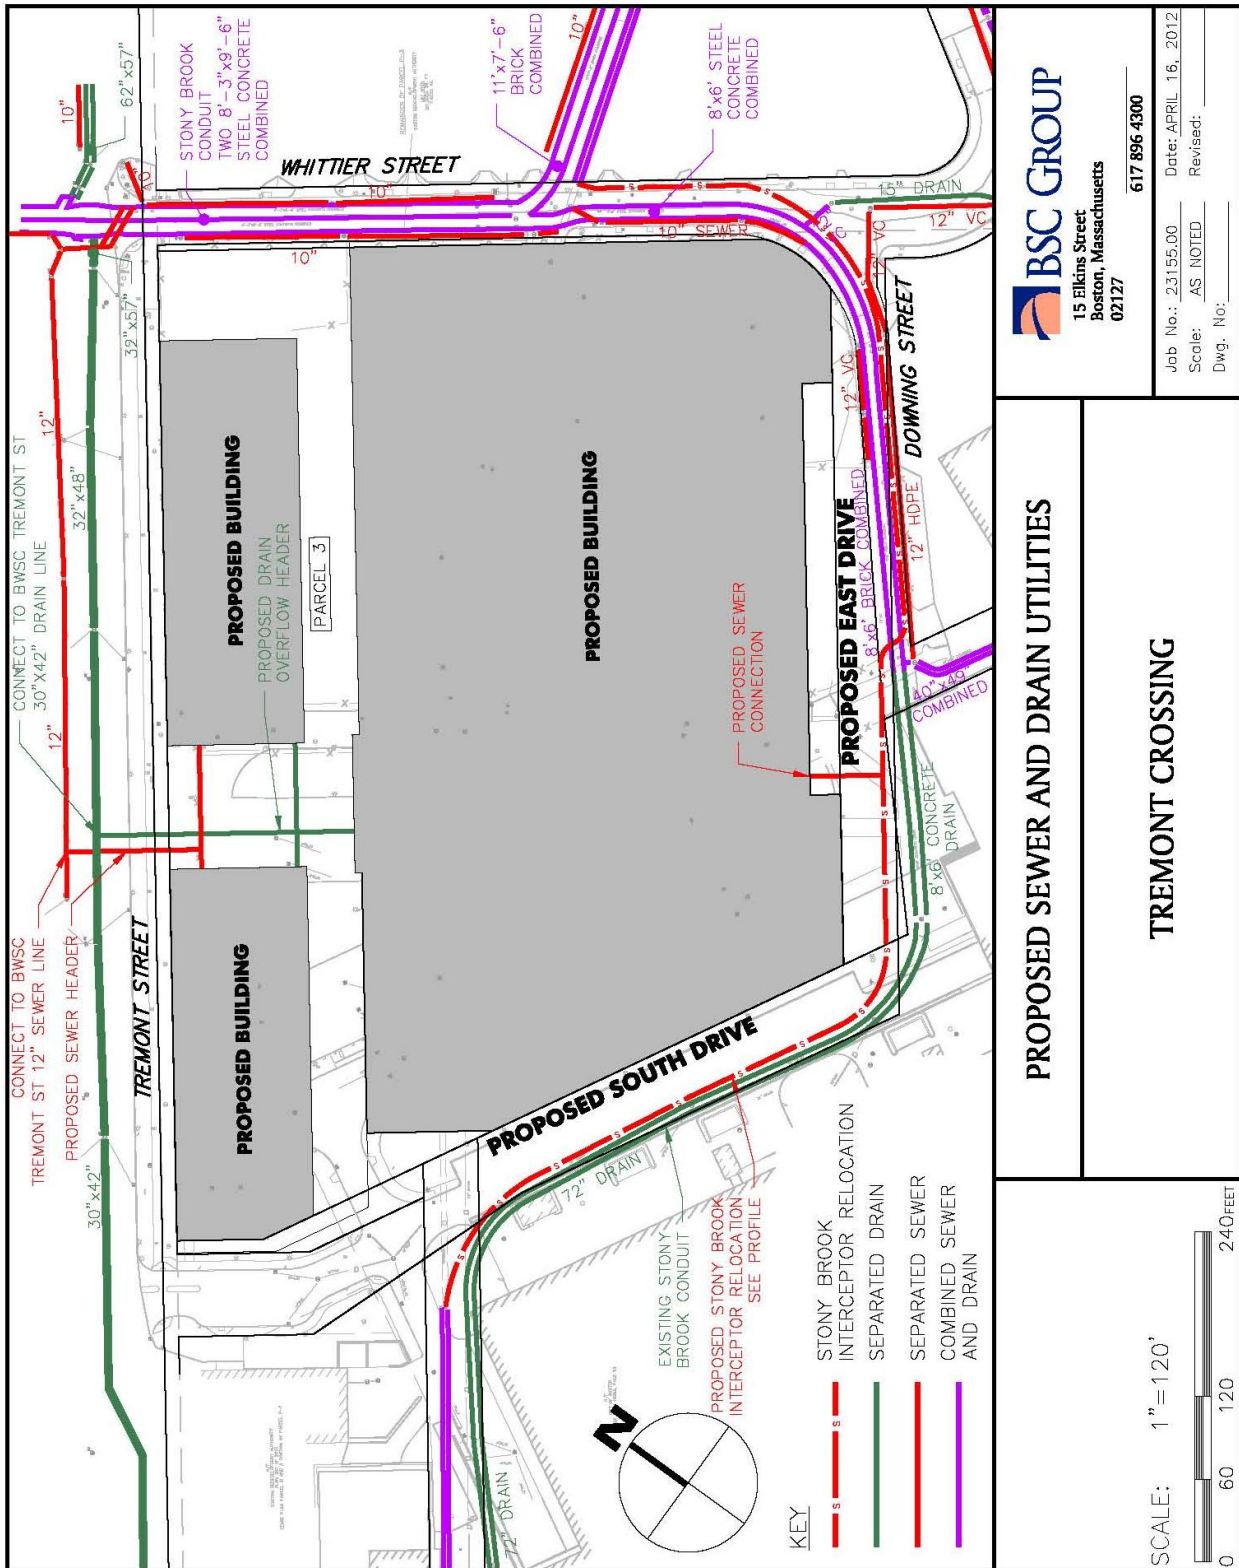 CONNECT TO BWSC
TREMONT ST 12" SEWER LINE
PROPOSED SEWER HEADER
CONNECT TO BWSC TREMONT ST
30"x42" DRAIN LINE
30"x42"
12"
32"x48"
12"
39"x57"
10"
62"x57"
TREMONT STREET
STONY BROOK
CONDUIT
TWO 8'-3"x9'-6"
STEEL CONCRETE
COMBINED
WHITTIER STREET
10"
10"
10"
11'x7'-6"
BRICK
COMBINED
10"
8'x6' STEEL
CONCRETE
COMBINED
10" SEWER
15" DRAIN
12" VC
12" VC
PROPOSED BUILDING
PROPOSED BUILDING
PARCEL 3
PROPOSED DRAIN
OVERFLOW HEADER
PROPOSED BUILDING
PROPOSED SEWER
CONNECTION
PROPOSED EAST DRIVE
8'x6' BRICK COMBINED
12" VC
12" HDPE
DOWNING STREET
40"x49"
COMBINED
8'x6' CONCRETE
DRAIN
PROPOSED SOUTH DRIVE
72" DRAIN
72" DRAIN
EXISTING STONY
BROOK CONDUIT
PROPOSED STONY BROOK
INTERCEPTOR RELOCATION
SEE PROFILE
N
KEY
STONY BROOK
INTERCEPTOR RELOCATION
SEPARATED DRAIN
SEPARATED SEWER
COMBINED SEWER
AND DRAIN
SCALE: 1"=120'
0 60 120 240 FEET
PROPOSED SEWER AND DRAIN UTILITIES
TREMONT CROSSING
BSC GROUP
15 Elkins Street
Boston, Massachusetts
02127
617 896 4300
Job No.: 23155.00 Date: APRIL 16, 2012
Scale: AS NOTED Revised:
Dwg. No: